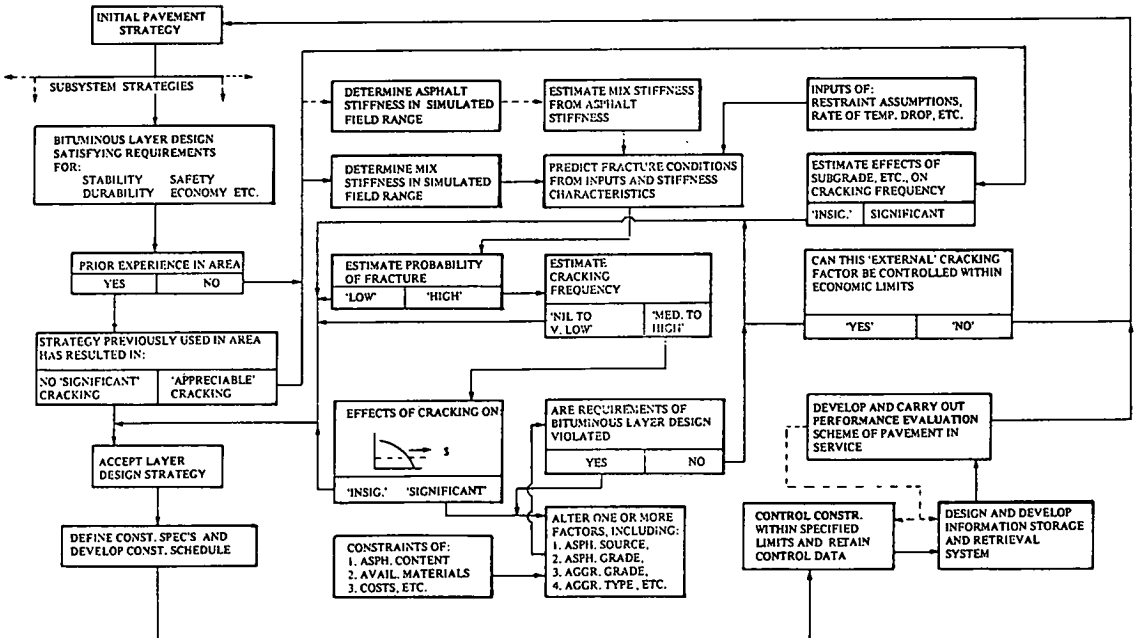 INITIAL PAVEMENT
STRATEGY
SUBSYSTEM STRATEGIES
BITUMINOUS LAYER DESIGN
SATISFYING REQUIREMENTS
FOR:
STABILITY SAFETY
DURABILITY ECONOMY ETC.
PRIOR EXPERIENCE IN AREA
YES NO
STRATEGY PREVIOUSLY USED IN AREA
HAS RESULTED IN:
NO 'SIGNIFICANT' 'APPRECIABLE'
CRACKING CRACKING
ACCEPT LAYER
DESIGN STRATEGY
DEFINE CONST. SPEC'S AND
DEVELOP CONST. SCHEDULE
DETERMINE ASPHALT
STIFFNESS IN SIMULATED
FIELD RANGE
ESTIMATE MIX STIFFNESS
FROM ASPHALT
STIFFNESS
INPUTS OF:
RESTRAINT ASSUMPTIONS,
RATE OF TEMP. DROP, ETC.
DETERMINE MIX
STIFFNESS IN SIMULATED
FIELD RANGE
PREDICT FRACTURE CONDITIONS
FROM INPUTS AND STIFFNESS
CHARACTERISTICS
ESTIMATE EFFECTS OF
SUBGRADE, ETC., ON
CRACKING FREQUENCY
'INSIG.' SIGNIFICANT
ESTIMATE PROBABILITY
OF FRACTURE
'LOW' 'HIGH'
ESTIMATE
CRACKING
FREQUENCY
'NIL TO 'MED. TO
V. LOW' HIGH'
CAN THIS 'EXTERNAL' CRACKING
FACTOR BE CONTROLLED WITHIN
ECONOMIC LIMITS
'YES' 'NO'
EFFECTS OF CRACKING ON:
$
'INSIG.' 'SIGNIFICANT'
ARE REQUIREMENTS OF
BITUMINOUS LAYER DESIGN
VIOLATED
YES NO
DEVELOP AND CARRY OUT
PERFORMANCE EVALUATION
SCHEME OF PAVEMENT IN
SERVICE
CONSTRAINTS OF:
1. ASPH. CONTENT
2. AVAIL. MATERIALS
3. COSTS, ETC.
ALTER ONE OR MORE
FACTORS, INCLUDING:
1. ASPH. SOURCE,
2. ASPH. GRADE,
3. AGGR. GRADE,
4. AGGR. TYPE, ETC.
CONTROL CONSTR.
WITHIN SPECIFIED
LIMITS AND RETAIN
CONTROL DATA
DESIGN AND DEVELOP
INFORMATION STORAGE
AND RETRIEVAL
SYSTEM